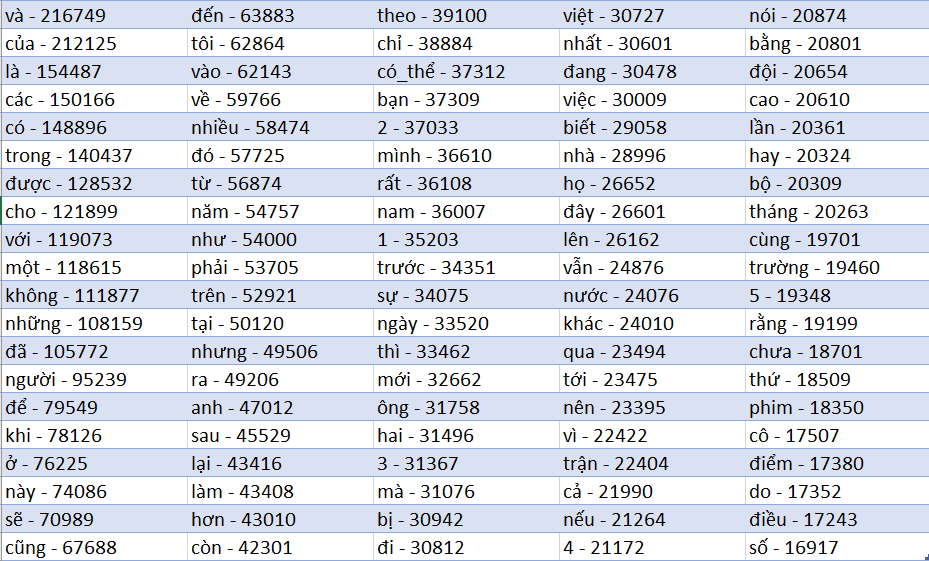 và - 216749 đến - 63883 theo - 39100 việt - 30727 nói - 20874
của - 212125 tôi - 62864 chỉ - 38884 nhất - 30601 bằng - 20801
là - 154487 vào - 62143 có_thể - 37312 đang - 30478 đội - 20654
các - 150166 về - 59766 bạn - 37309 việc - 30009 cao - 20610
có - 148896 nhiều - 58474 2 - 37033 biết - 29058 lần - 20361
trong - 140437 đó - 57725 mình - 36610 nhà - 28996 hay - 20324
được - 128532 từ - 56874 rất - 36108 họ - 26652 bộ - 20309
cho - 121899 năm - 54757 nam - 36007 đây - 26601 tháng - 20263
với - 119073 như - 54000 1 - 35203 lên - 26162 cùng - 19701
một - 118615 phải - 53705 trước - 34351 vẫn - 24876 trường - 19460
không - 111877 trên - 52921 sự - 34075 nước - 24076 5 - 19348
những - 108159 tại - 50120 ngày - 33520 khác - 24010 rằng - 19199
đã - 105772 nhưng - 49506 thì - 33462 qua - 23494 chưa - 18701
người - 95239 ra - 49206 mới - 32662 tới - 23475 thứ - 18509
để - 79549 anh - 47012 ông - 31758 nên - 23395 phim - 18350
khi - 78126 sau - 45529 hai - 31496 vì - 22422 cô - 17507
ở - 76225 lại - 43416 3 - 31367 trận - 22404 điểm - 17380
này - 74086 làm - 43408 mà - 31076 cả - 21990 do - 17352
sẽ - 70989 hơn - 43010 bị - 30942 nếu - 21264 điều - 17243
cũng - 67688 còn - 42301 đi - 30812 4 - 21172 số - 16917